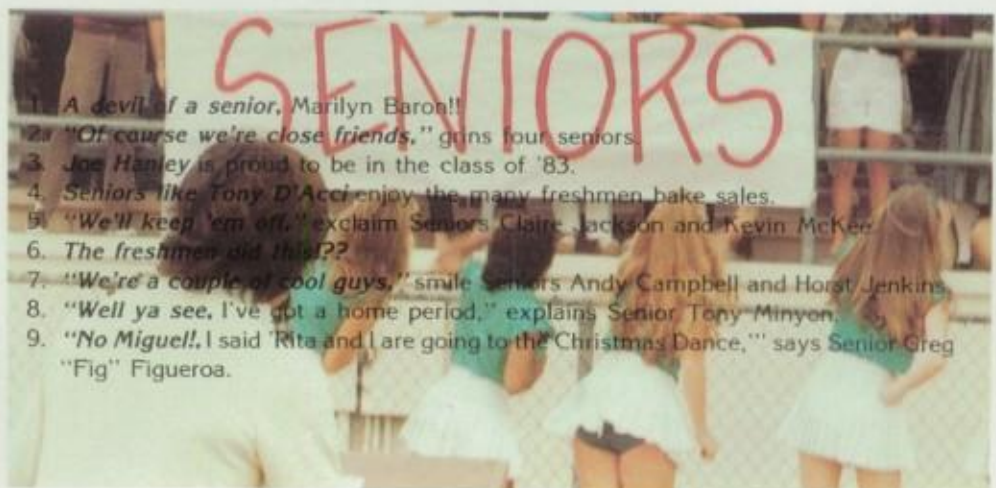 SENIORS
1. A devil of a senior, Marilyn Baron!!
2. "Of course we're close friends," grins four seniors.
3. Joe Hanley is proud to be in the class of '83.
4. Seniors like Tony D'Acci enjoy the many freshmen bake sales.
5. "We'll keep 'em off," exclaim Seniors Claire Jackson and Kevin McKee
6. The freshmen did this!??
7. "We're a couple of cool guys," smile seniors Andy Campbell and Horst Jenkins.
8. "Well ya see, I've got a home period," explains Senior Tony Minyon.
9. "No Miguel!, I said 'Rita and I are going to the Christmas Dance,'" says Senior Greg
"Fig" Figueroa.